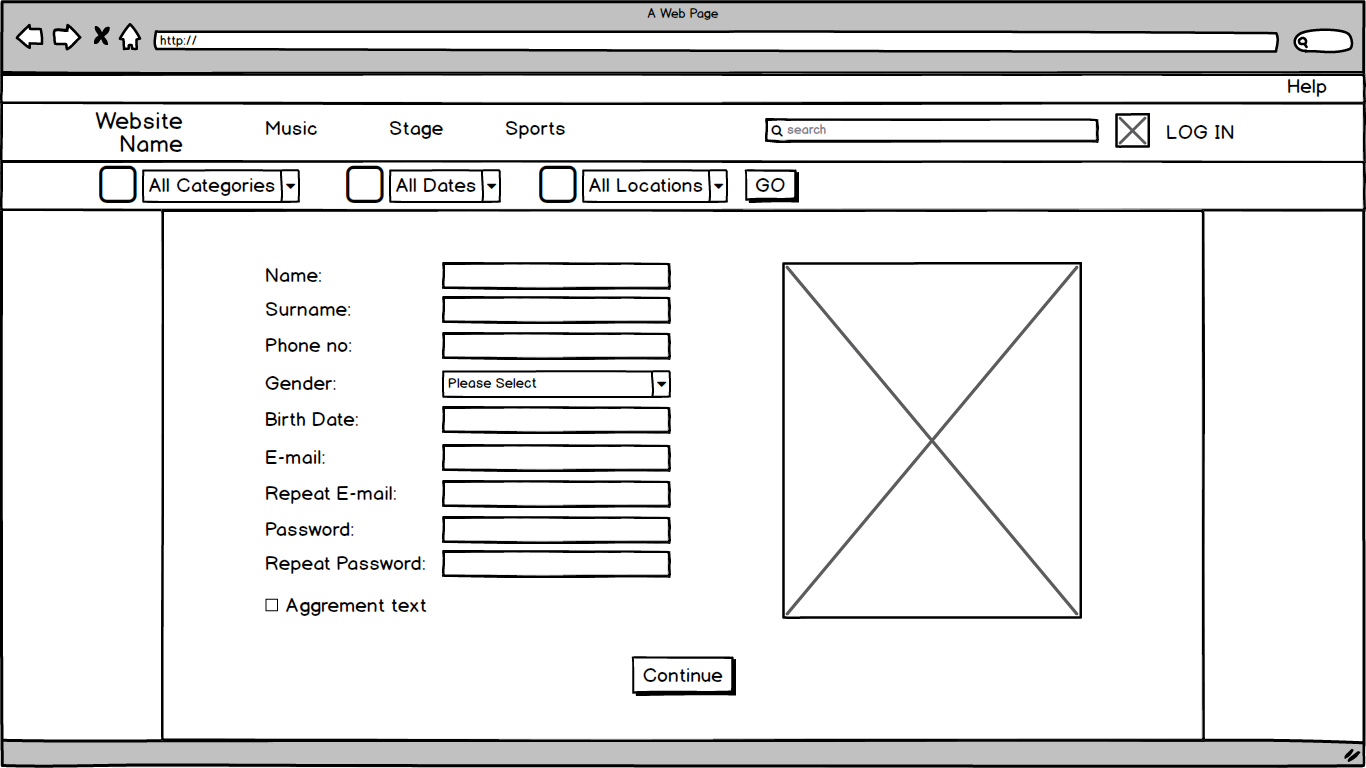 A Web Page
http://
Help
Website
Name
Music Stage Sports search LOG IN
All Categories All Dates All Locations GO
Name:
Surname:
Phone no:
Gender: Please Select
Birth Date:
E-mail:
Repeat E-mail:
Password:
Repeat Password:
Aggrement text
Continue